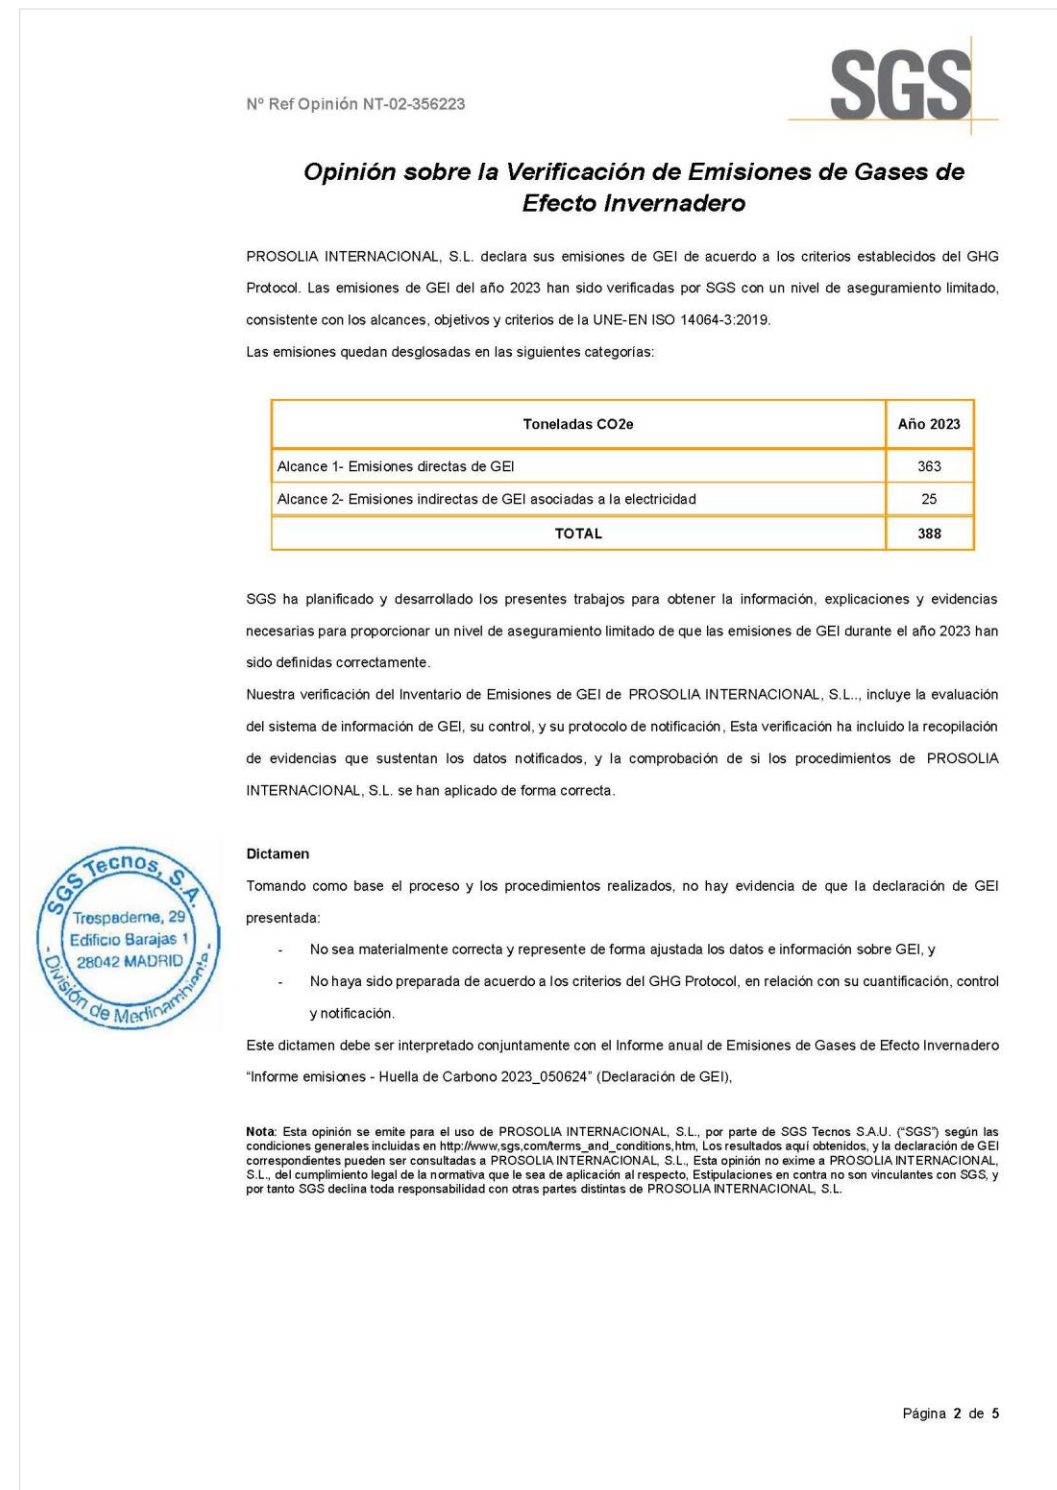 SGS
Nº Ref Opinión NT-02-356223
Opinión sobre la Verificación de Emisiones de Gases de
Efecto Invernadero
PROSOLIA INTERNACIONAL, S.L. declara sus emisiones de GEI de acuerdo a los criterios establecidos del GHG
Protocol. Las emisiones de GEI del año 2023 han sido verificadas por SGS con un nivel de aseguramiento limitado,
consistente con los alcances, objetivos y criterios de la UNE-EN ISO 14064-3:2019.
Las emisiones quedan desglosadas en las siguientes categorías:
Toneladas CO2e Año 2023
Alcance 1- Emisiones directas de GEI 363
Alcance 2- Emisiones indirectas de GEI asociadas a la electricidad 25
TOTAL 388
SGS ha planificado y desarrollado los presentes trabajos para obtener la información, explicaciones y evidencias
necesarias para proporcionar un nivel de aseguramiento limitado de que las emisiones de GEI durante el año 2023 han
sido definidas correctamente.
Nuestra verificación del Inventario de Emisiones de GEI de PROSOLIA INTERNACIONAL, S.L.., incluye la evaluación
del sistema de información de GEI, su control, y su protocolo de notificación, Esta verificación ha incluido la recopilación
de evidencias que sustentan los datos notificados, y la comprobación de si los procedimientos de PROSOLIA
INTERNACIONAL, S.L. se han aplicado de forma correcta.
Dictamen
Tomando como base el proceso y los procedimientos realizados, no hay evidencia de que la declaración de GEI
presentada:
- No sea materialmente correcta y represente de forma ajustada los datos e información sobre GEI, y
- No haya sido preparada de acuerdo a los criterios del GHG Protocol, en relación con su cuantificación, control
y notificación.
Este dictamen debe ser interpretado conjuntamente con el Informe anual de Emisiones de Gases de Efecto Invernadero
“Informe emisiones - Huella de Carbono 2023_050624” (Declaración de GEI),
SGS Tecnos, S.A.
Trespaderne, 29
Edificio Barajas 1
28042 MADRID
- División de Medioambiente -
Nota: Esta opinión se emite para el uso de PROSOLIA INTERNACIONAL, S.L., por parte de SGS Tecnos S.A.U. (“SGS”) según las
condiciones generales incluidas en http://www,sgs,com/terms_and_conditions,htm, Los resultados aquí obtenidos, y la declaración de GEI
correspondientes pueden ser consultadas a PROSOLIA INTERNACIONAL, S.L., Esta opinión no exime a PROSOLIA INTERNACIONAL,
S.L., del cumplimiento legal de la normativa que le sea de aplicación al respecto, Estipulaciones en contra no son vinculantes con SGS, y
por tanto SGS declina toda responsabilidad con otras partes distintas de PROSOLIA INTERNACIONAL, S.L.
Página 2 de 5